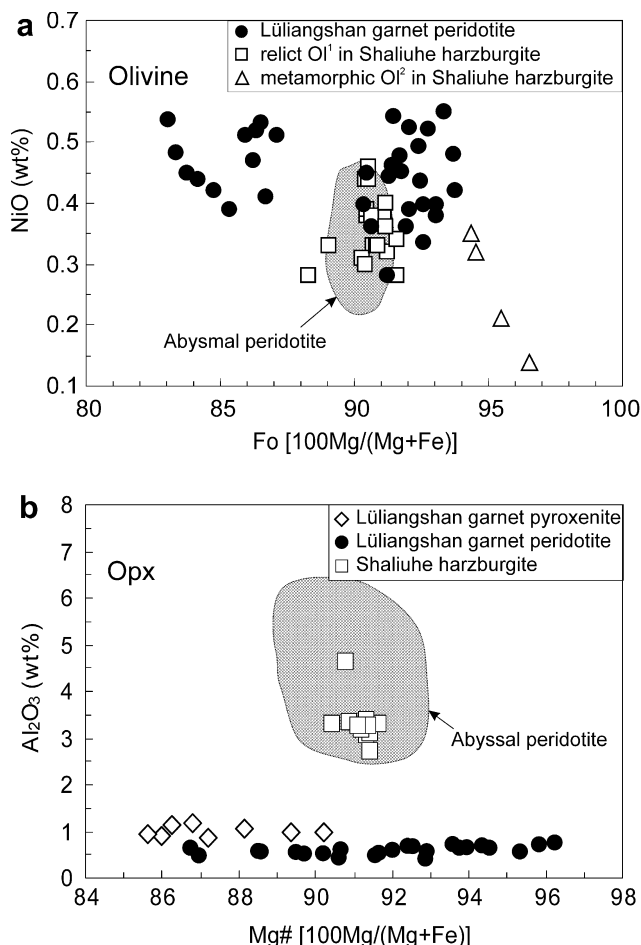 a
0.7
0.6
0.5
0.4
0.3
0.2
0.1
NiO (wt%)
Olivine
Lüliangshan garnet peridotite
relict Ol¹ in Shaliuhe harzburgite
metamorphic Ol² in Shaliuhe harzburgite
Abysmal peridotite
80 85 90 95 100
Fo [100Mg/(Mg+Fe)]
b
8
7
6
5
4
3
2
1
0
Al₂O₃ (wt%)
Opx
Lüliangshan garnet pyroxenite
Lüliangshan garnet peridotite
Shaliuhe harzburgite
Abyssal peridotite
84 86 88 90 92 94 96 98
Mg# [100Mg/(Mg+Fe)]